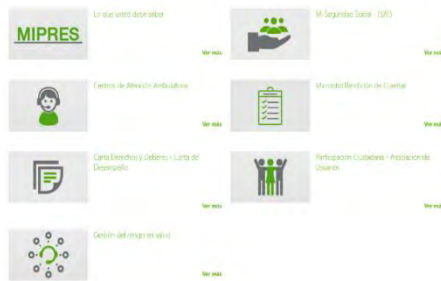 MIPRES
Lo que usted debe saber
Ver más
Mi Seguridad Social - (SAT)
Ver más
Centros de Atención Ambulatoria
Ver más
Rendición de Cuentas
Ver más
Carta Derechos y Deberes - Carta de
Desempeño
Ver más
Participación Ciudadana - Asociación de
Usuarios
Ver más
Gestión del riesgo en salud
Ver más